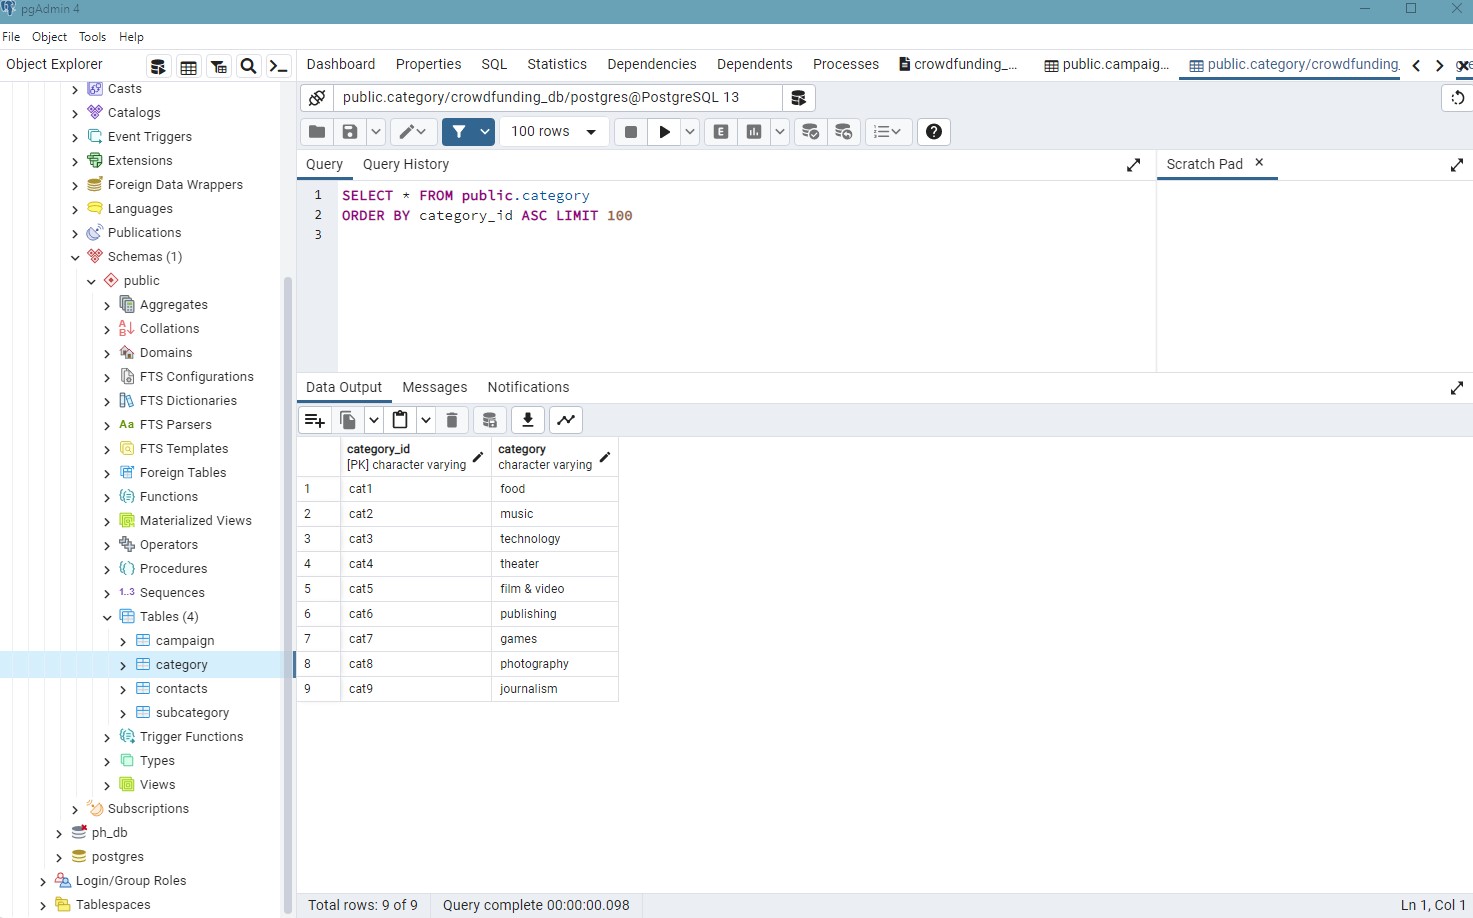 pgAdmin 4
File Object Tools Help
Object Explorer
Dashboard Properties SQL Statistics Dependencies Dependents Processes crowdfunding_... public.campaig... public.category/crowdfunding
Casts
Catalogs
Event Triggers
Extensions
Foreign Data Wrappers
Languages
Publications
Schemas (1)
public
Aggregates
Collations
Domains
FTS Configurations
FTS Dictionaries
Aa FTS Parsers
FTS Templates
Foreign Tables
Functions
Materialized Views
Operators
Procedures
1..3 Sequences
Tables (4)
campaign
category
contacts
subcategory
Trigger Functions
Types
Views
Subscriptions
ph_db
postgres
Login/Group Roles
Tablespaces
public.category/crowdfunding_db/postgres@PostgreSQL 13
100 rows
E
Query Query History
Scratch Pad
1 SELECT * FROM public.category
2 ORDER BY category_id ASC LIMIT 100
3
Data Output Messages Notifications
category_id category
[PK] character varying character varying
1 cat1 food
2 cat2 music
3 cat3 technology
4 cat4 theater
5 cat5 film & video
6 cat6 publishing
7 cat7 games
8 cat8 photography
9 cat9 journalism
Total rows: 9 of 9 Query complete 00:00:00.098 Ln 1, Col 1